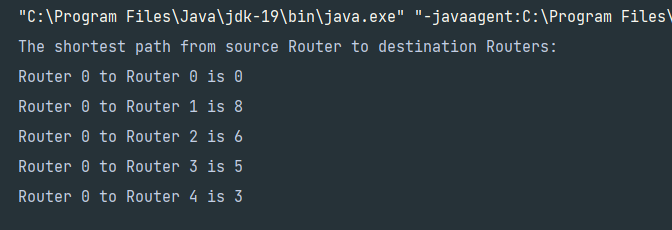 "C:\Program Files\Java\jdk-19\bin\java.exe" "-javaagent:C:\Program Files\
The shortest path from source Router to destination Routers:
Router 0 to Router 0 is 0
Router 0 to Router 1 is 8
Router 0 to Router 2 is 6
Router 0 to Router 3 is 5
Router 0 to Router 4 is 3